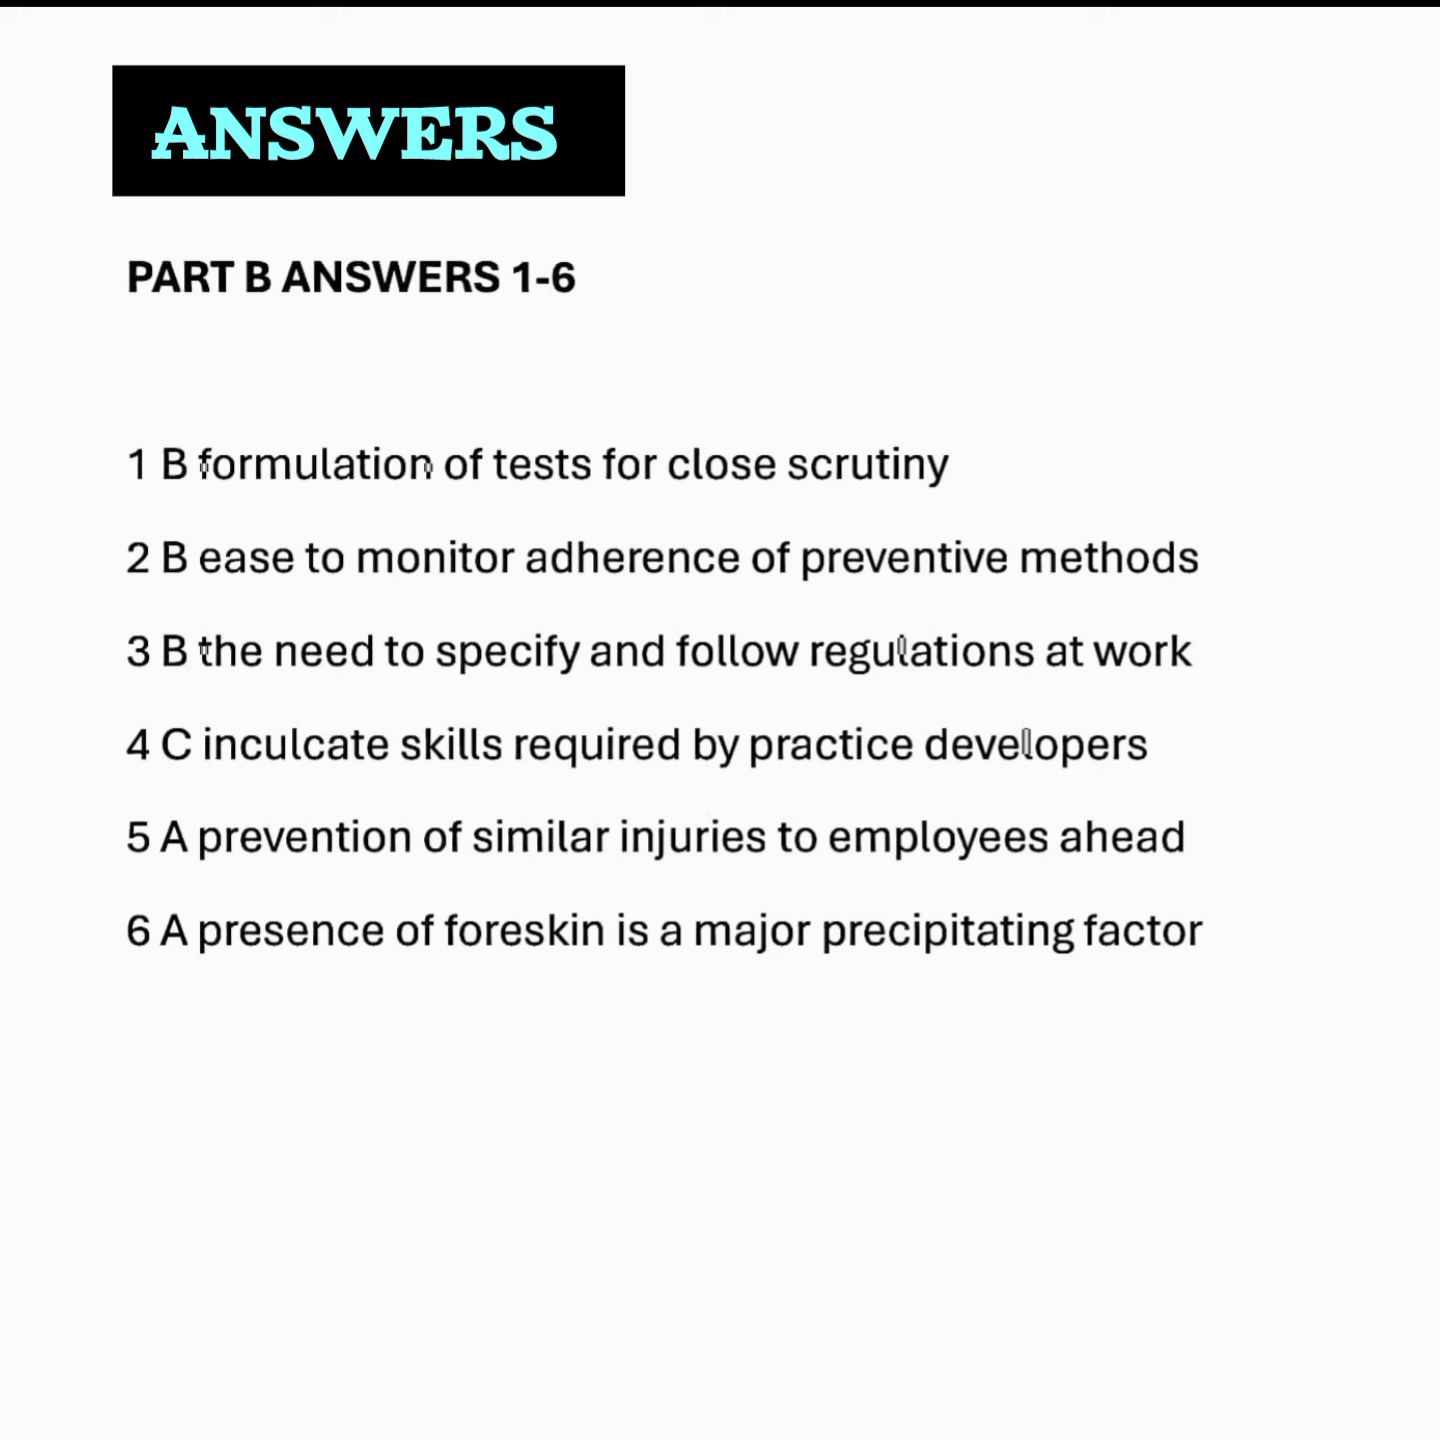 ANSWERS
PART B ANSWERS 1-6
1 B formulation of tests for close scrutiny
2 B ease to monitor adherence of preventive methods
3 B the need to specify and follow regulations at work
4 C inculcate skills required by practice developers
5 A prevention of similar injuries to employees ahead
6 A presence of foreskin is a major precipitating factor